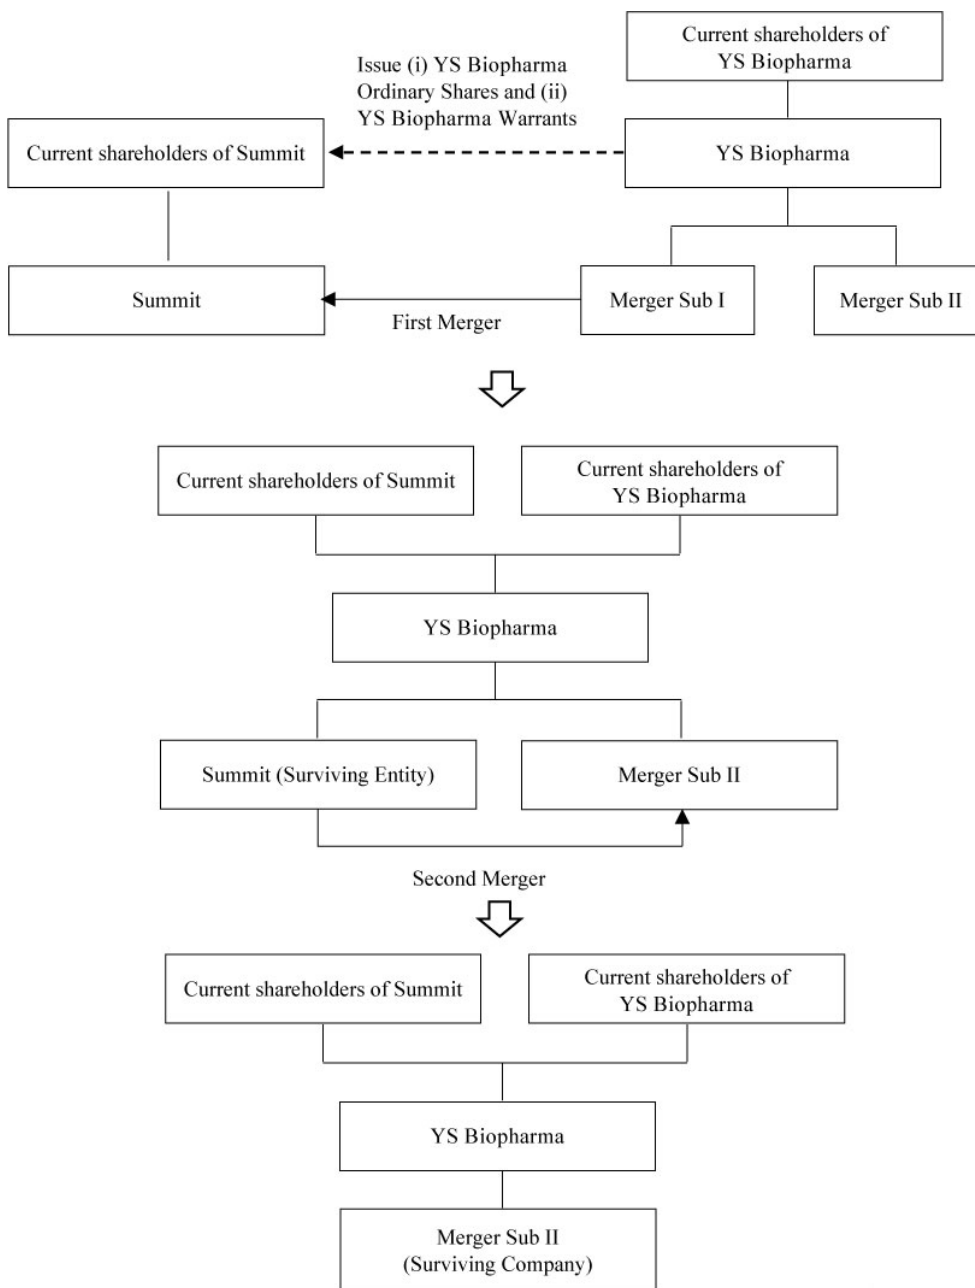 Current shareholders of
YS Biopharma
Issue (i) YS Biopharma
Ordinary Shares and (ii)
YS Biopharma Warrants
Current shareholders of Summit
YS Biopharma
Summit
Merger Sub I
Merger Sub II
First Merger
Current shareholders of Summit
Current shareholders of
YS Biopharma
YS Biopharma
Summit (Surviving Entity)
Merger Sub II
Second Merger
Current shareholders of Summit
Current shareholders of
YS Biopharma
YS Biopharma
Merger Sub II
(Surviving Company)